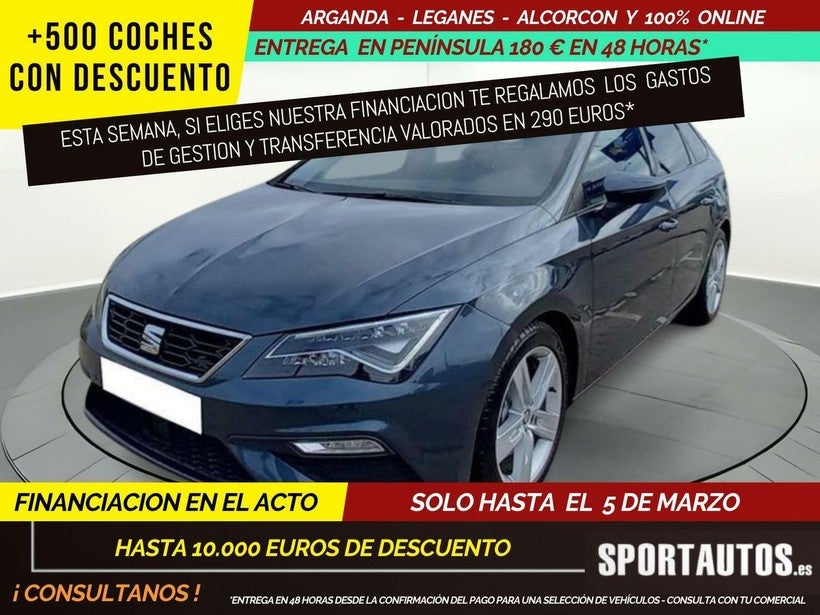 +500 COCHES
CON DESCUENTO
ARGANDA - LEGANES - ALCORCON Y 100% ONLINE
ENTREGA EN PENÍNSULA 180 € EN 48 HORAS*
ESTA SEMANA, SI ELIGES NUESTRA FINANCIACION TE REGALAMOS LOS GASTOS
DE GESTION Y TRANSFERENCIA VALORADOS EN 290 EUROS*
FINANCIACION EN EL ACTO
SOLO HASTA EL 5 DE MARZO
HASTA 10.000 EUROS DE DESCUENTO
SPORTAUTOS.es
¡ CONSULTANOS !
*ENTREGA EN 48 HORAS DESDE LA CONFIRMACIÓN DEL PAGO PARA UNA SELECCIÓN DE VEHÍCULOS - CONSULTA CON TU COMERCIAL